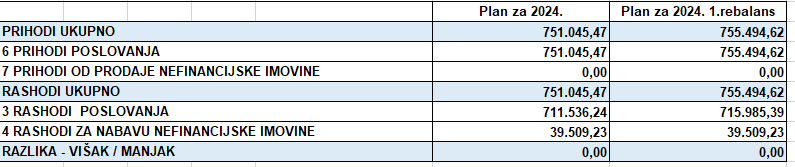 Plan za 2024. Plan za 2024. 1.rebalans
PRIHODI UKUPNO 751.045,47 755.494,62
6 PRIHODI POSLOVANJA 751.045,47 755.494,62
7 PRIHODI OD PRODAJE NEFINANCIJSKE IMOVINE 0,00 0,00
RASHODI UKUPNO 751.045,47 755.494,62
3 RASHODI POSLOVANJA 711.536,24 715.985,39
4 RASHODI ZA NABAVU NEFINANCIJSKE IMOVINE 39.509,23 39.509,23
RAZLIKA - VIŠAK / MANJAK 0,00 0,00